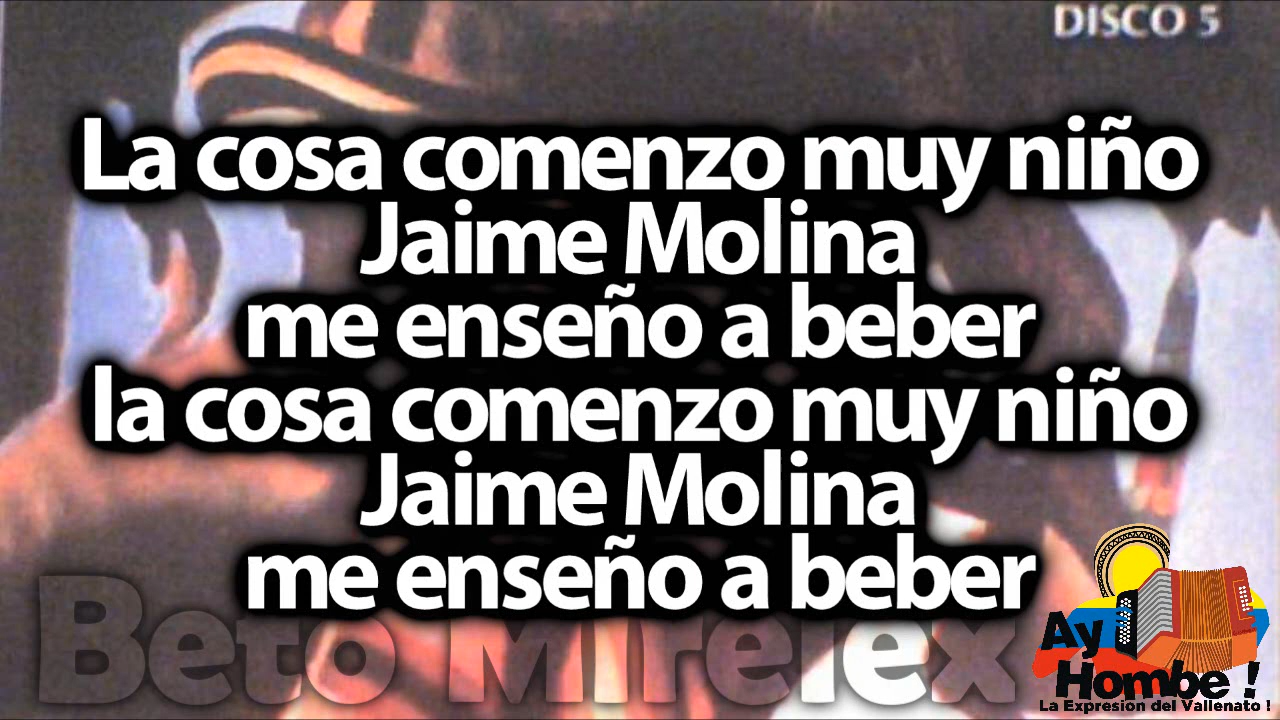 DISCO 5
La cosa comenzo muy niño
Jaime Molina
me enseño a beber
la cosa comenzo muy niño
Jaime Molina
me enseño a beber
Beto Mirelex
Ay
Hombe !
La Expresion del Vallenato !